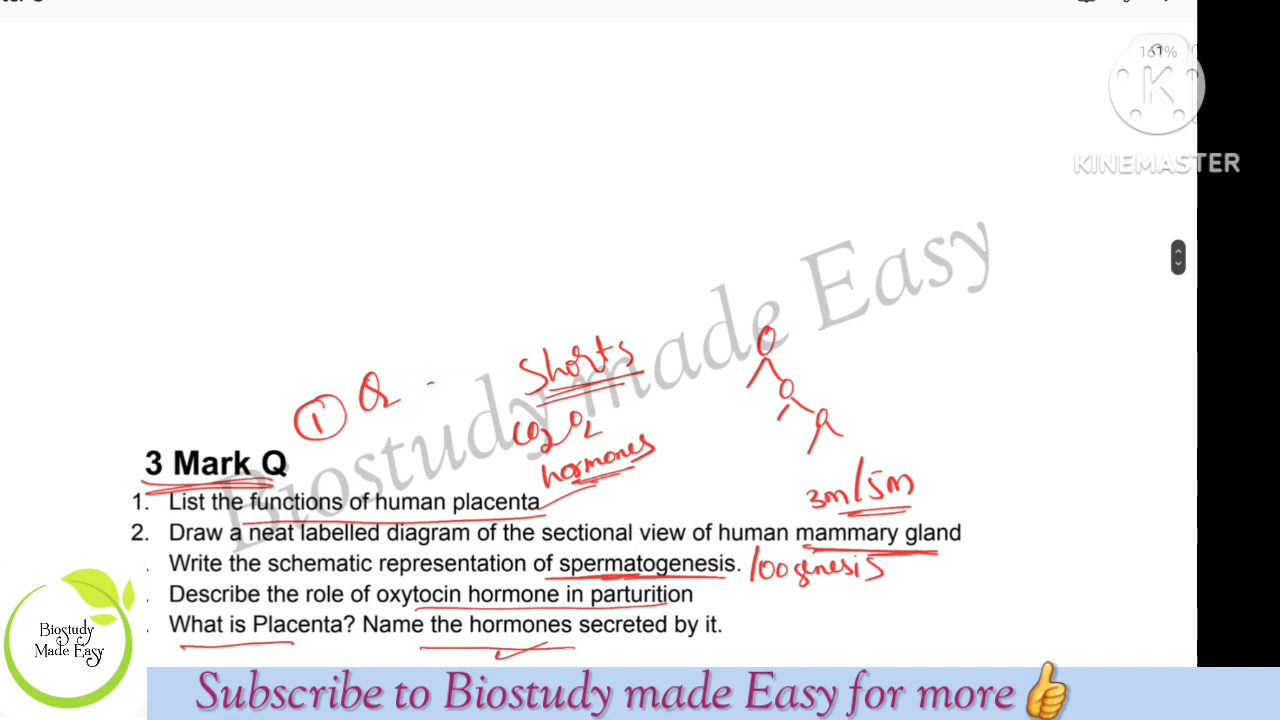 161%
KINEMASTER
Biostudy made Easy
Shorts
① Q
CO2 O2
hormones
3 Mark Q
3m/5m
1. List the functions of human placenta
2. Draw a neat labelled diagram of the sectional view of human mammary gland
. Write the schematic representation of spermatogenesis. /oogenesis
. Describe the role of oxytocin hormone in parturition
. What is Placenta? Name the hormones secreted by it.
Biostudy
Made Easy
Subscribe to Biostudy made Easy for more